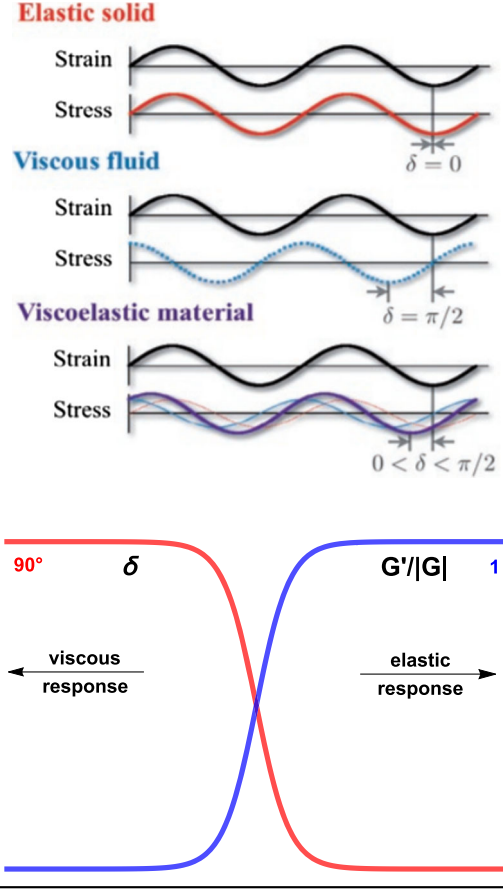 Elastic solid
Strain
Stress
δ = 0
Viscous fluid
Strain
Stress
δ = π/2
Viscoelastic material
Strain
Stress
0 < δ < π/2
90° δ G'/|G| 1
viscous response
elastic response